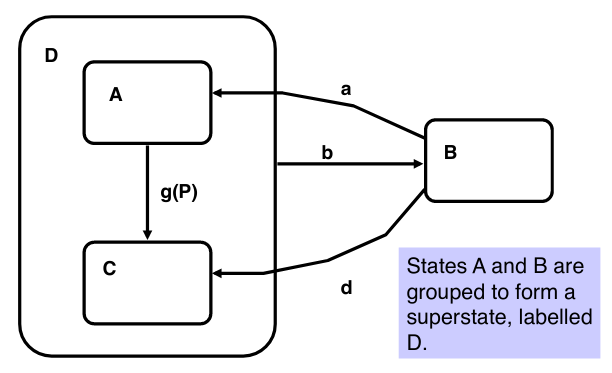 D
A
a
b
B
g(P)
C
d
States A and B are
grouped to form a
superstate, labelled
D.